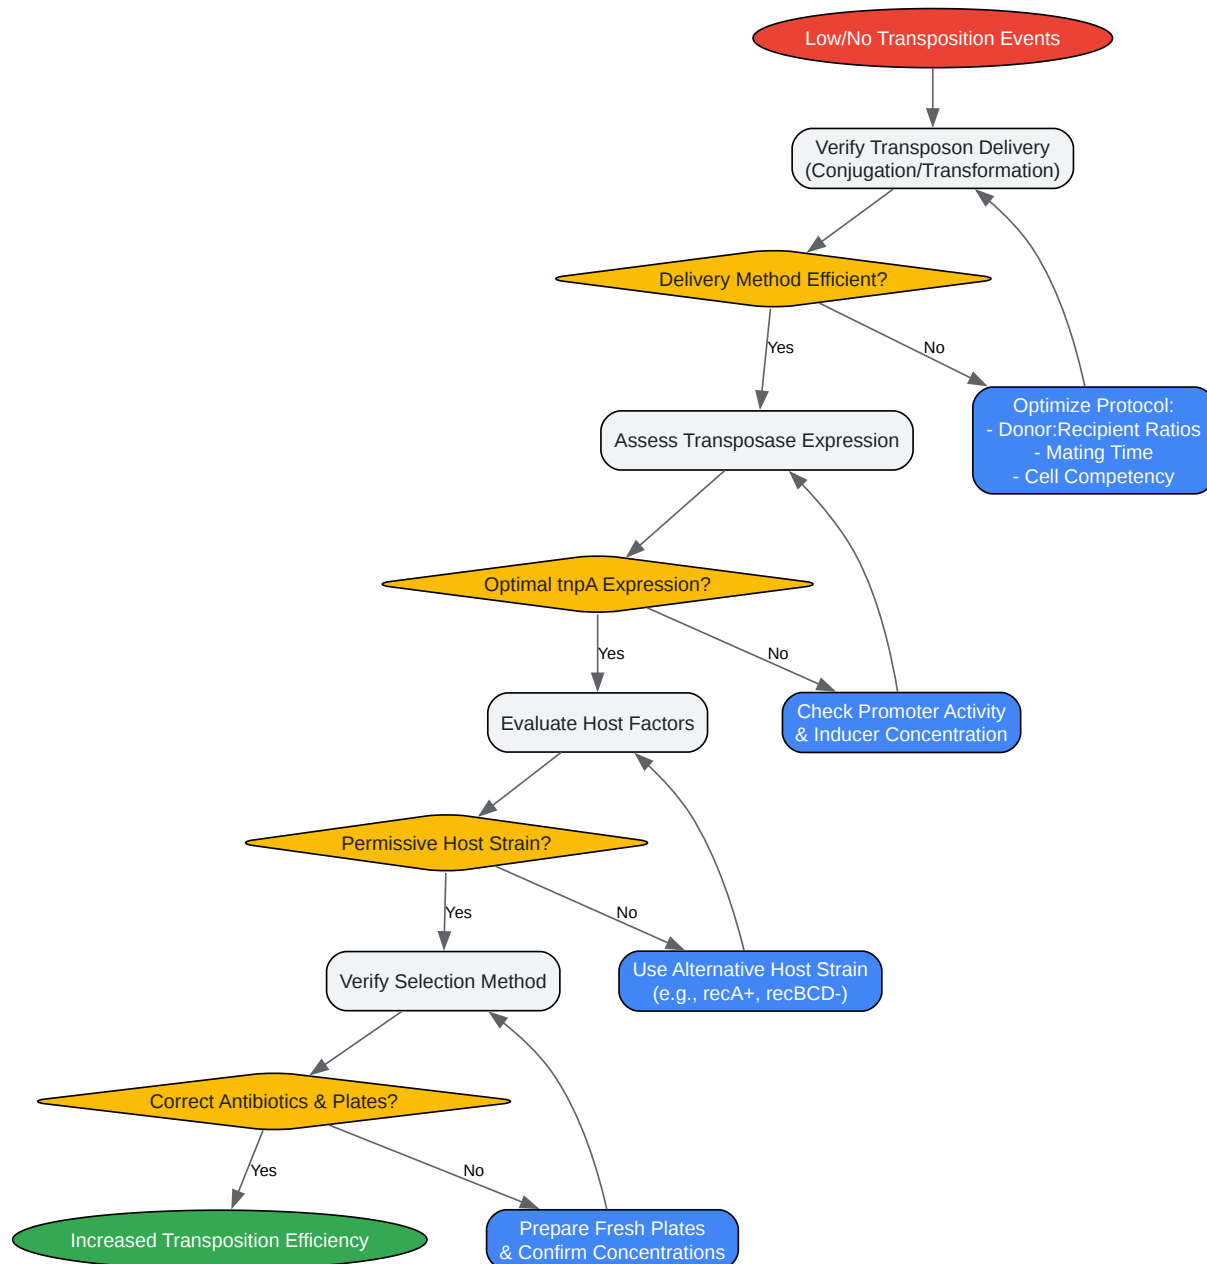 Low/No Transposition Events
Verify Transposon Delivery
(Conjugation/Transformation)
Delivery Method Efficient?
Yes
No
Optimize Protocol:
- Donor:Recipient Ratios
- Mating Time
- Cell Competency
Assess Transposase Expression
Optimal tnpA Expression?
Yes
No
Check Promoter Activity
& Inducer Concentration
Evaluate Host Factors
Permissive Host Strain?
Yes
No
Use Alternative Host Strain
(e.g., recA+, recBCD-)
Verify Selection Method
Correct Antibiotics & Plates?
Yes
No
Increased Transposition Efficiency
Prepare Fresh Plates
& Confirm Concentrations